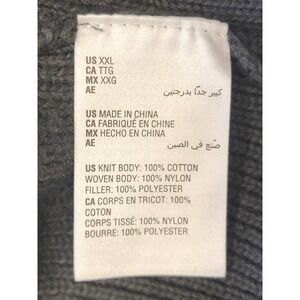 US XXL
CA TTG
MX XXG
AE كبير جدًا بدرجتين
US MADE IN CHINA
CA FABRIQUÉ EN CHINE
MX HECHO EN CHINA
AE صُنع في الصين
US KNIT BODY: 100% COTTON
WOVEN BODY: 100% NYLON
FILLER: 100% POLYESTER
CA CORPS EN TRICOT: 100%
COTON
CORPS TISSÉ: 100% NYLON
BOURRE: 100% POLYESTER